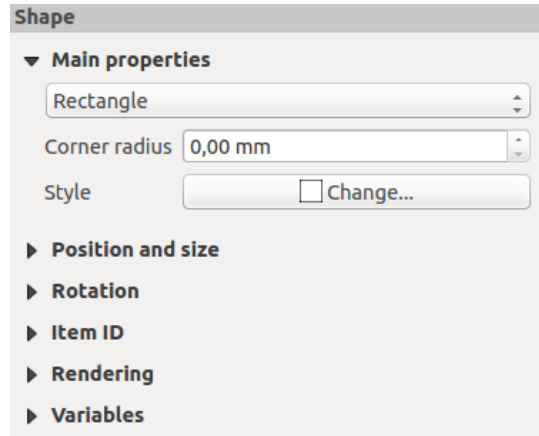 Shape
Main properties
Rectangle
Corner radius 0,00 mm
Style Change...
Position and size
Rotation
Item ID
Rendering
Variables